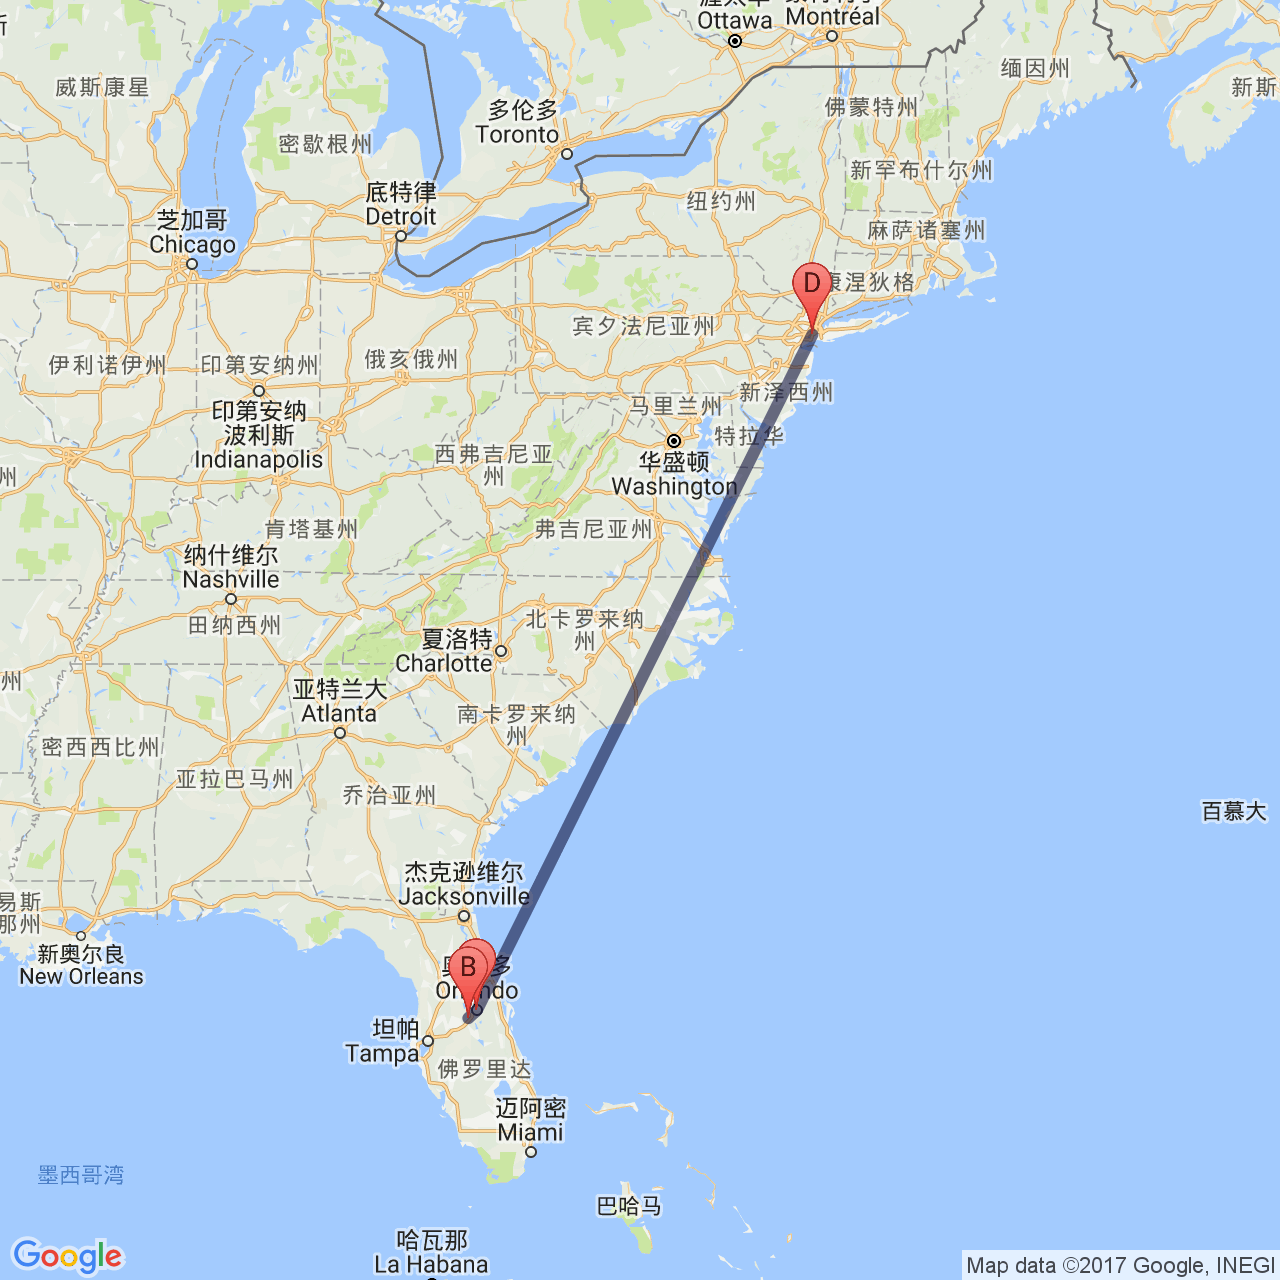 Ottawa
Montréal
缅因州
威斯康星
新斯
多伦多
Toronto
佛蒙特州
密歇根州
新罕布什尔州
底特律
Detroit
纽约州
芝加哥
Chicago
麻萨诸塞州
D
康涅狄格
宾夕法尼亚州
伊利诺伊州
印第安纳州
俄亥俄州
新泽西州
马里兰州
印第安纳
波利斯
Indianapolis
特拉华
西弗吉尼亚
州
华盛顿
Washington
州
肯塔基州
弗吉尼亚州
纳什维尔
Nashville
田纳西州
北卡罗来纳
州
夏洛特
Charlotte
州
亚特兰大
Atlanta
南卡罗来纳
州
密西西比州
亚拉巴马州
乔治亚州
百慕大
杰克逊维尔
Jacksonville
易斯
那州
新奥尔良
New Orleans
B
多
Orlando
坦帕
Tampa
佛罗里达
迈阿密
Miami
墨西哥湾
巴哈马
哈瓦那
La Habana
Google
Map data ©2017 Google, INEGI